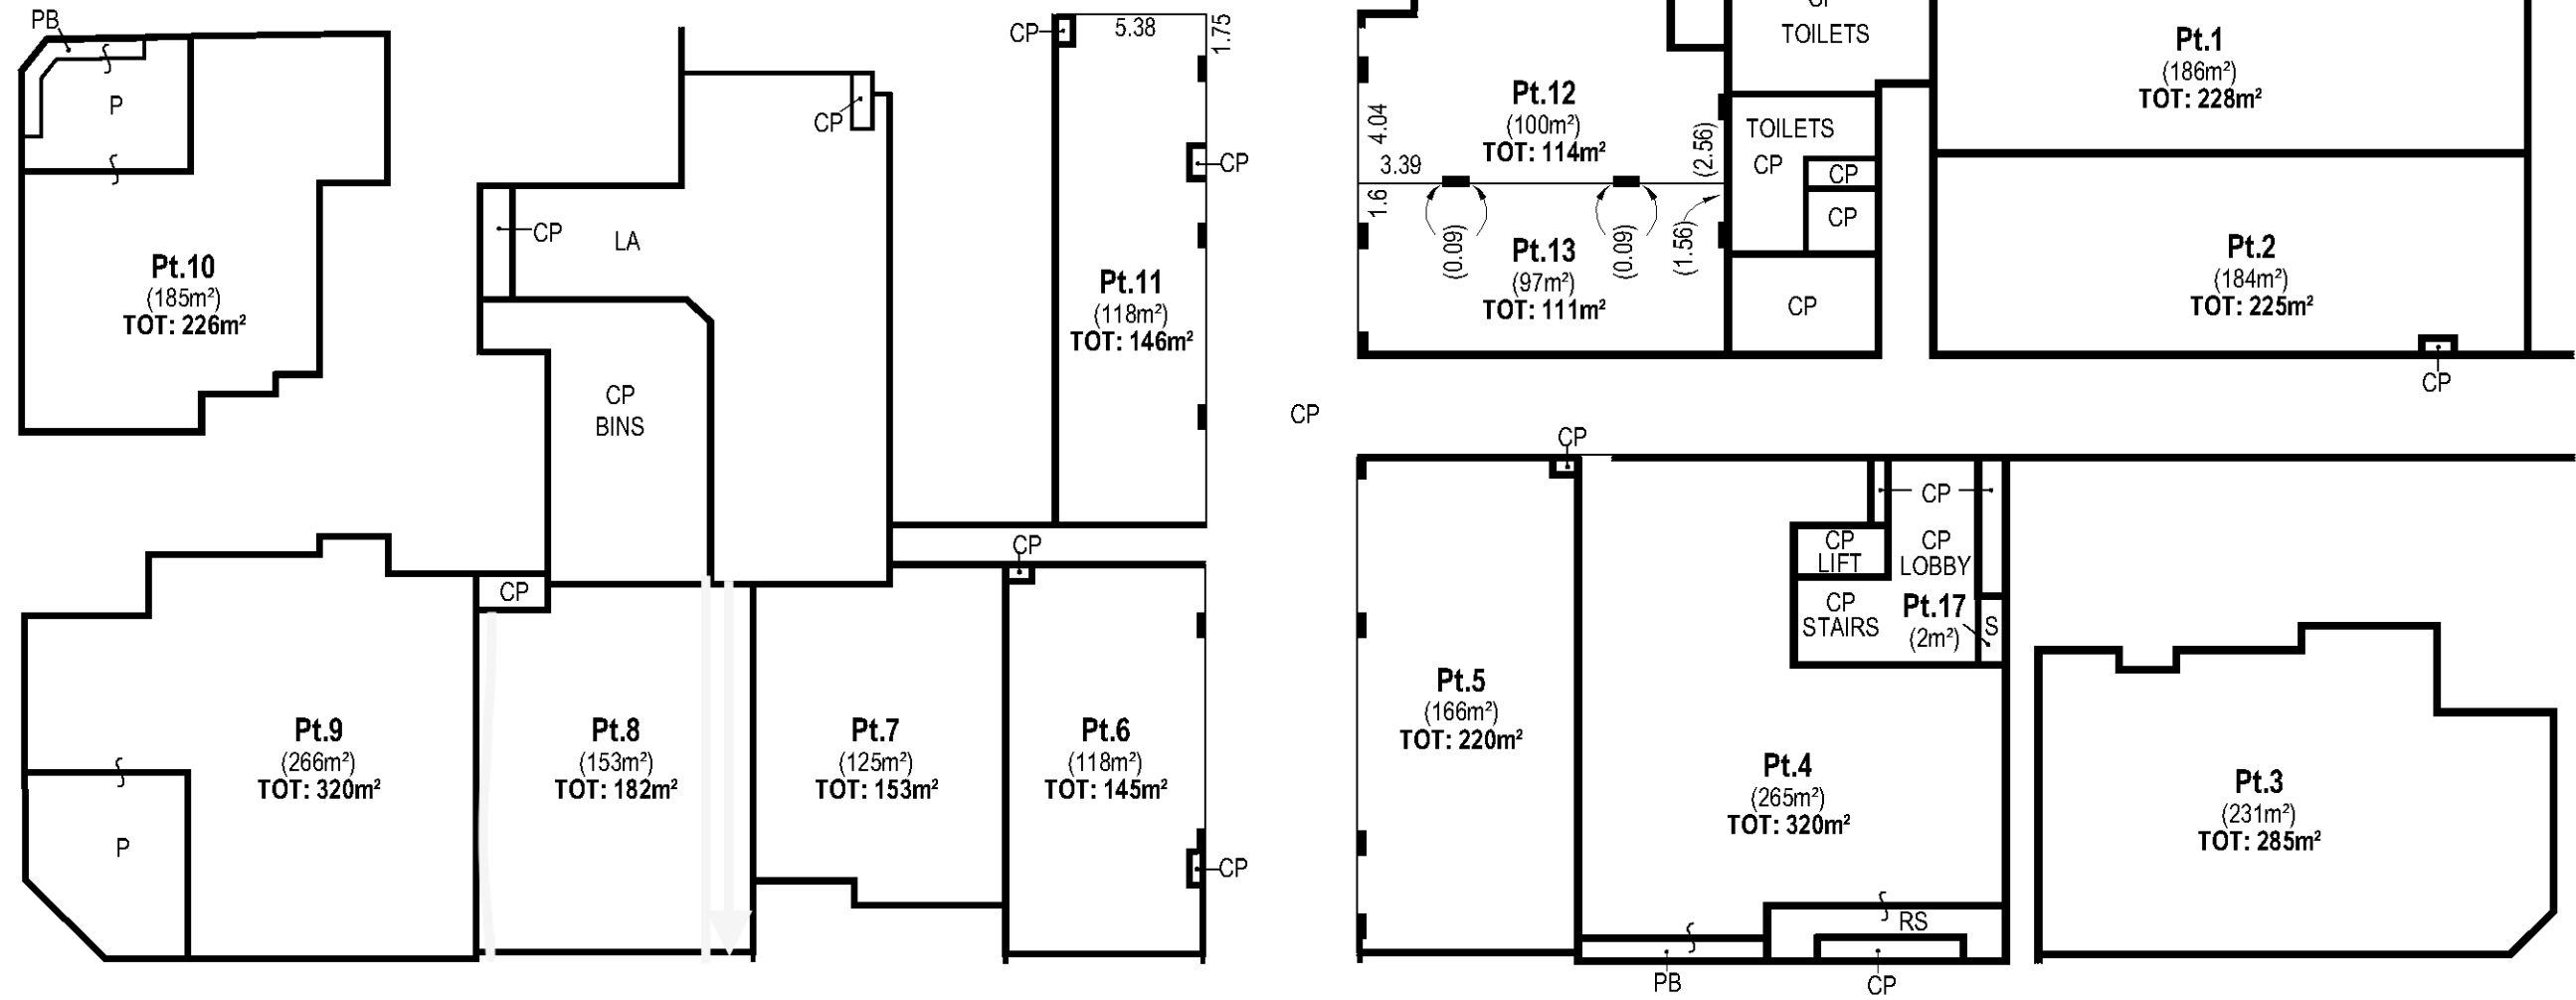 PB
P
Pt.10
(185m²)
TOT: 226m²
CP
CP
LA
CP
BINS
CP
5.38
1.75
CP
Pt.11
(118m²)
TOT: 146m²
TOILETS
Pt.12
(100m²)
TOT: 114m²
4.04
3.39
1.6
(2.56)
(0.09)
(0.09)
(1.56)
Pt.13
(97m²)
TOT: 111m²
TOILETS
CP
CP
CP
CP
Pt.1
(186m²)
TOT: 228m²
Pt.2
(184m²)
TOT: 225m²
CP
CP
CP
Pt.9
(266m²)
TOT: 320m²
P
CP
Pt.8
(153m²)
TOT: 182m²
Pt.7
(125m²)
TOT: 153m²
CP
Pt.6
(118m²)
TOT: 145m²
CP
Pt.5
(166m²)
TOT: 220m²
CP
CP
LIFT
CP
LOBBY
CP
STAIRS
Pt.17
(2m²)
S
Pt.4
(265m²)
TOT: 320m²
RS
PB
CP
Pt.3
(231m²)
TOT: 285m²